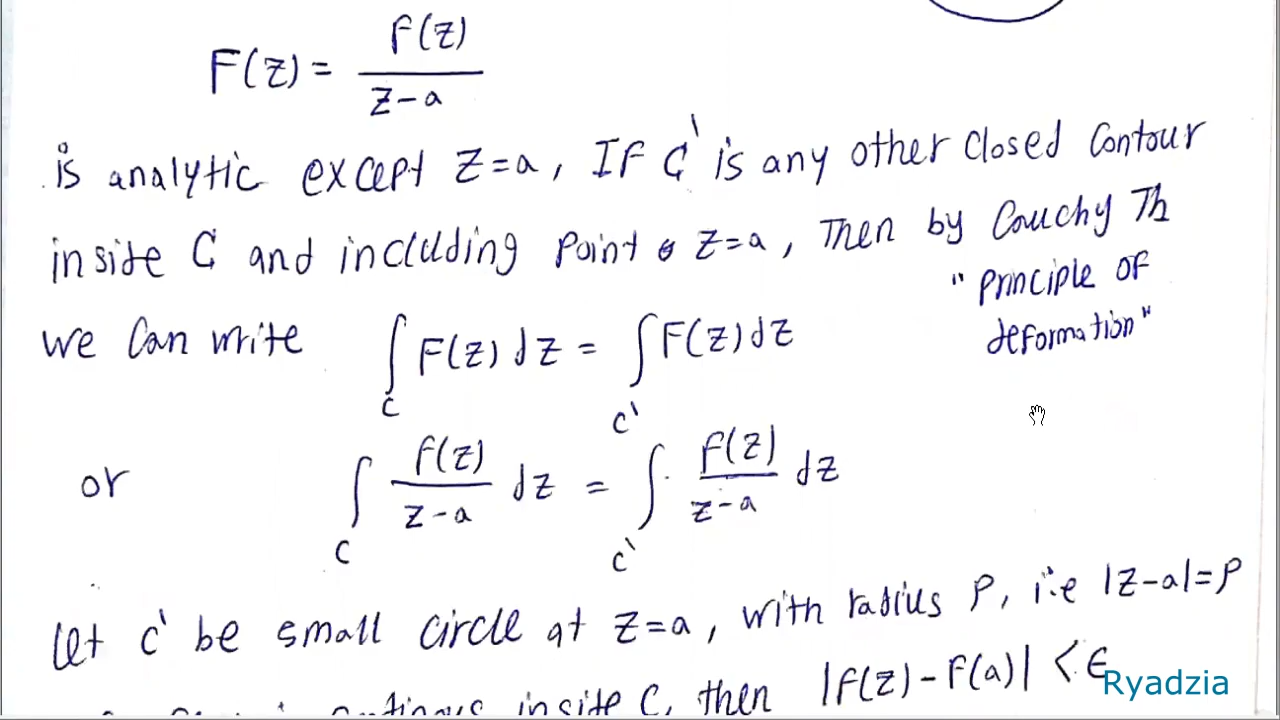 F(z) = f(z) / z-a
is analytic except z=a, If C' is any other closed contour
inside C and including point z=a, then by Cauchy Th
"principle of
deformation"
we can write ∫_C F(z) dz = ∫_C' F(z) dz
or ∫_C f(z)/z-a dz = ∫_C' f(z)/z-a dz
Let C' be small circle at z=a, with radius ρ, i.e |z-a|=ρ
inside C, then |f(z) - f(a)| < ϵ
Ryadzia